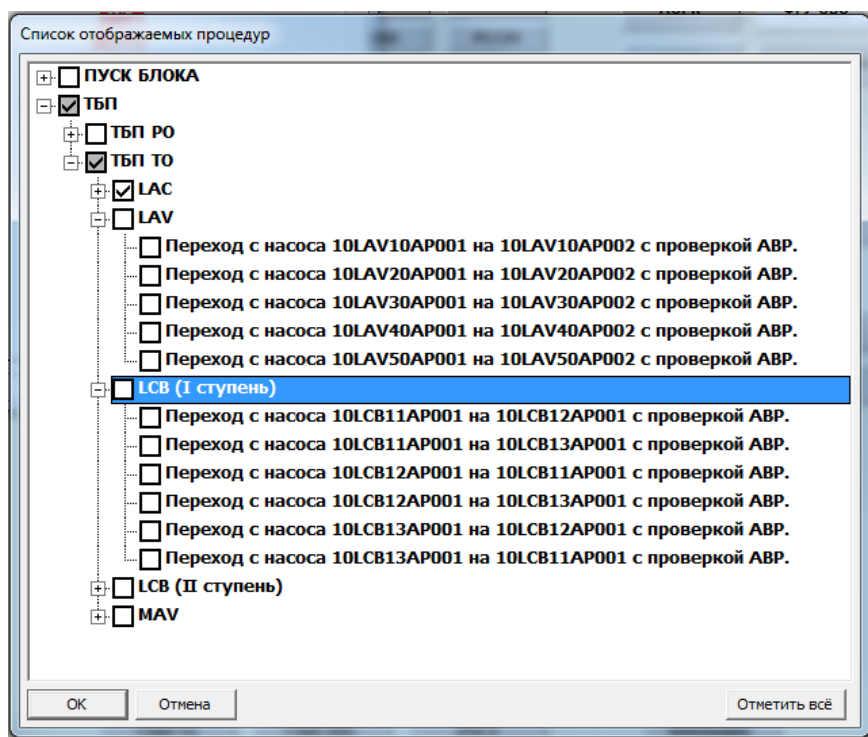 Список отображаемых процедур
ПУСК БЛОКА
ТБП
ТБП РО
ТБП ТО
LAC
LAV
Переход с насоса 10LAV10AP001 на 10LAV10AP002 с проверкой АВР.
Переход с насоса 10LAV20AP001 на 10LAV20AP002 с проверкой АВР.
Переход с насоса 10LAV30AP001 на 10LAV30AP002 с проверкой АВР.
Переход с насоса 10LAV40AP001 на 10LAV40AP002 с проверкой АВР.
Переход с насоса 10LAV50AP001 на 10LAV50AP002 с проверкой АВР.
LCB (I ступень)
Переход с насоса 10LCB11AP001 на 10LCB12AP001 с проверкой АВР.
Переход с насоса 10LCB11AP001 на 10LCB13AP001 с проверкой АВР.
Переход с насоса 10LCB12AP001 на 10LCB11AP001 с проверкой АВР.
Переход с насоса 10LCB12AP001 на 10LCB13AP001 с проверкой АВР.
Переход с насоса 10LCB13AP001 на 10LCB12AP001 с проверкой АВР.
Переход с насоса 10LCB13AP001 на 10LCB11AP001 с проверкой АВР.
LCB (II ступень)
MAV
OK Отмена Отметить всё